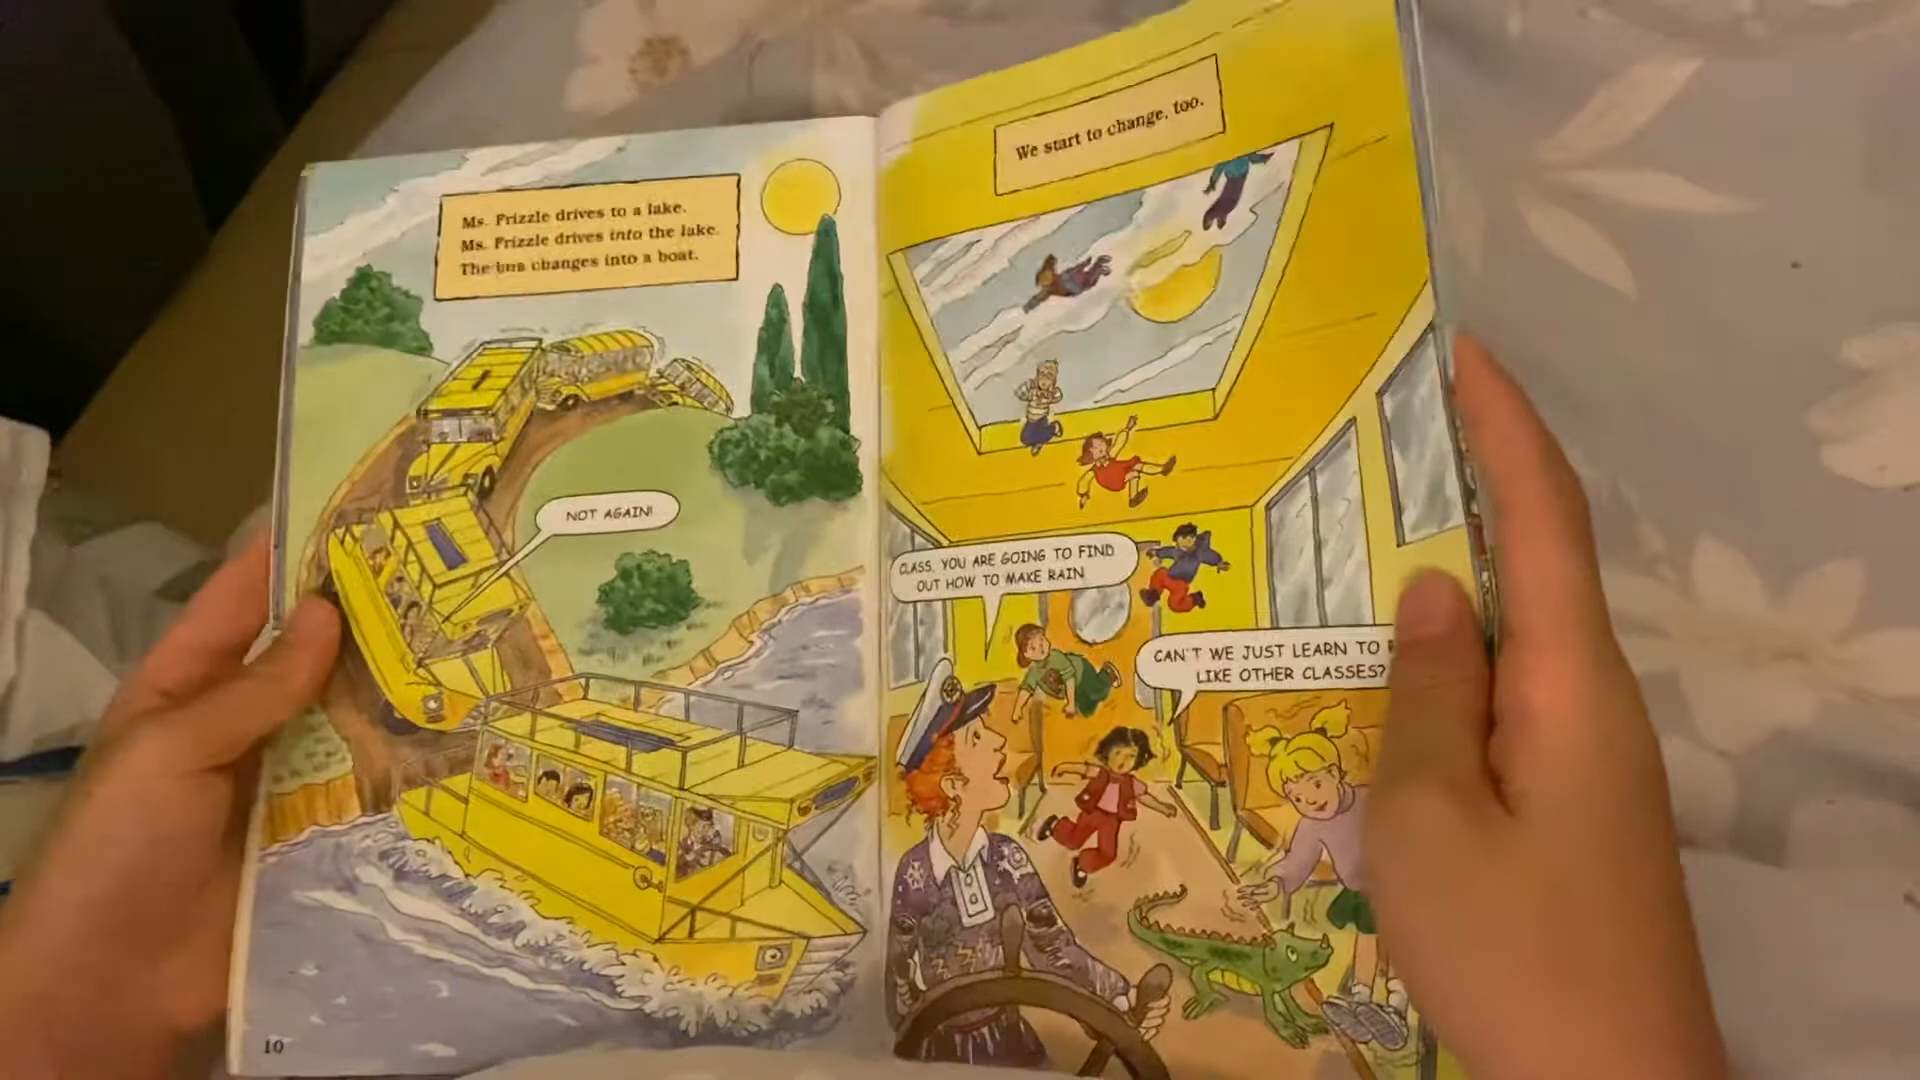 Ms. Frizzle drives to a lake.
Ms. Frizzle drives into the lake.
The bus changes into a boat.
NOT AGAIN!
10
We start to change, too.
CLASS, YOU ARE GOING TO FIND
OUT HOW TO MAKE RAIN
CAN'T WE JUST LEARN TO
LIKE OTHER CLASSES?